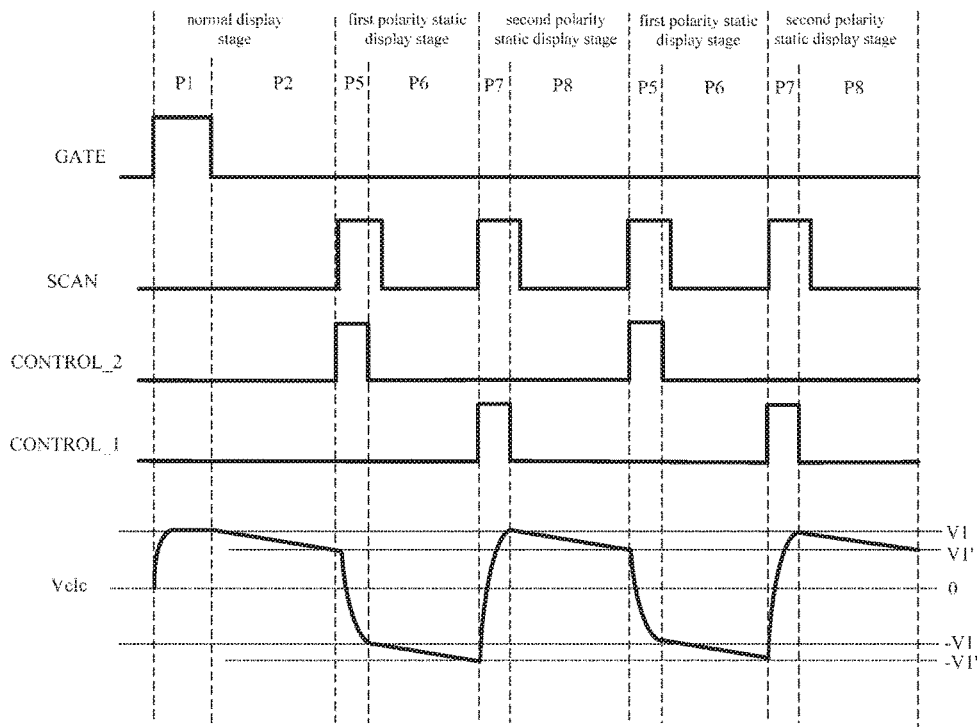 normal display
stage
first polarity static
display stage
second polarity
static display stage
first polarity static
display stage
second polarity
static display stage
P1
P2
P5
P6
P7
P8
P5
P6
P7
P8
GATE
SCAN
CONTROL_2
CONTROL_1
Vclc
V1
V1'
0
-V1
-V1'